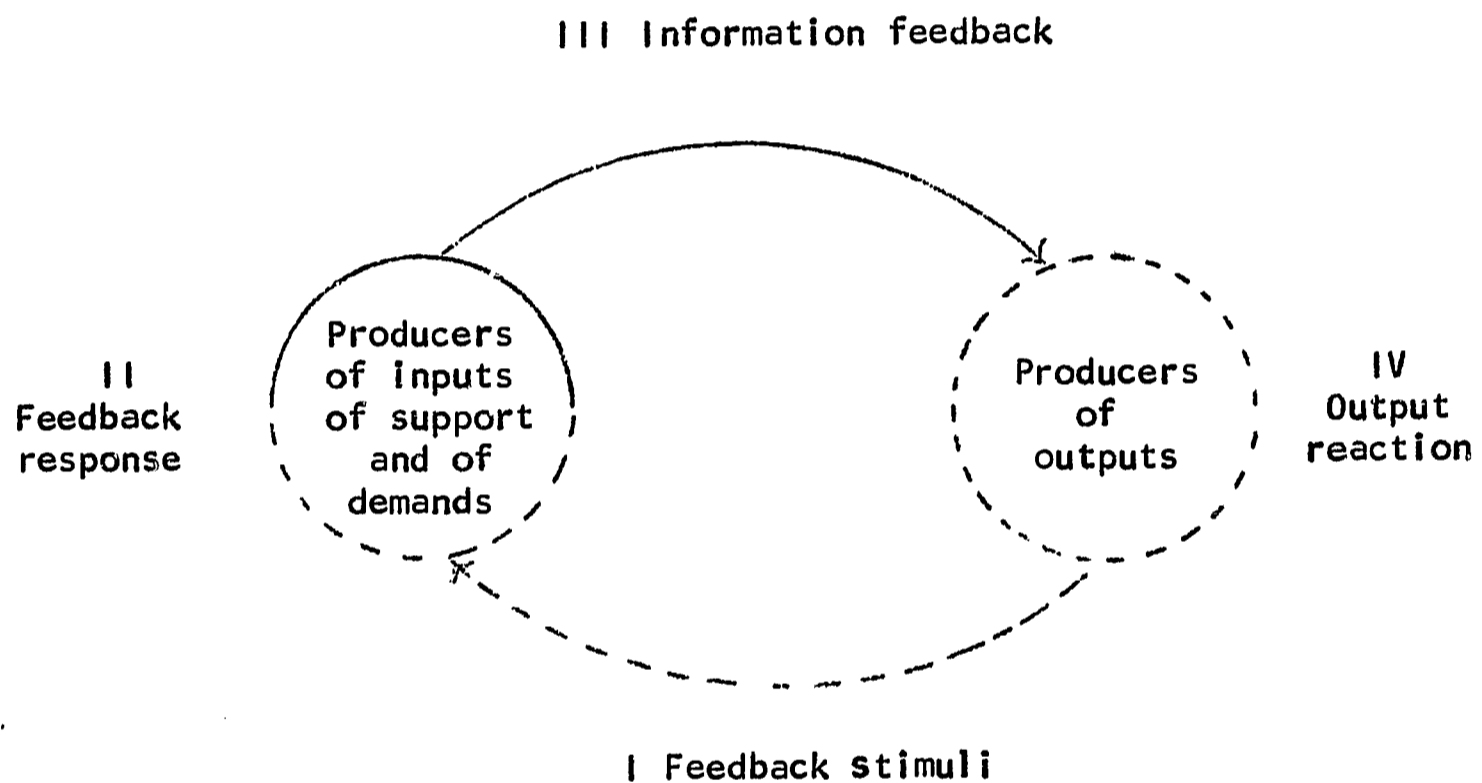 III Information feedback
Producers
of inputs
of support
and of
demands
II
Feedback
response
Producers
of
outputs
IV
Output
reaction
I Feedback stimuli